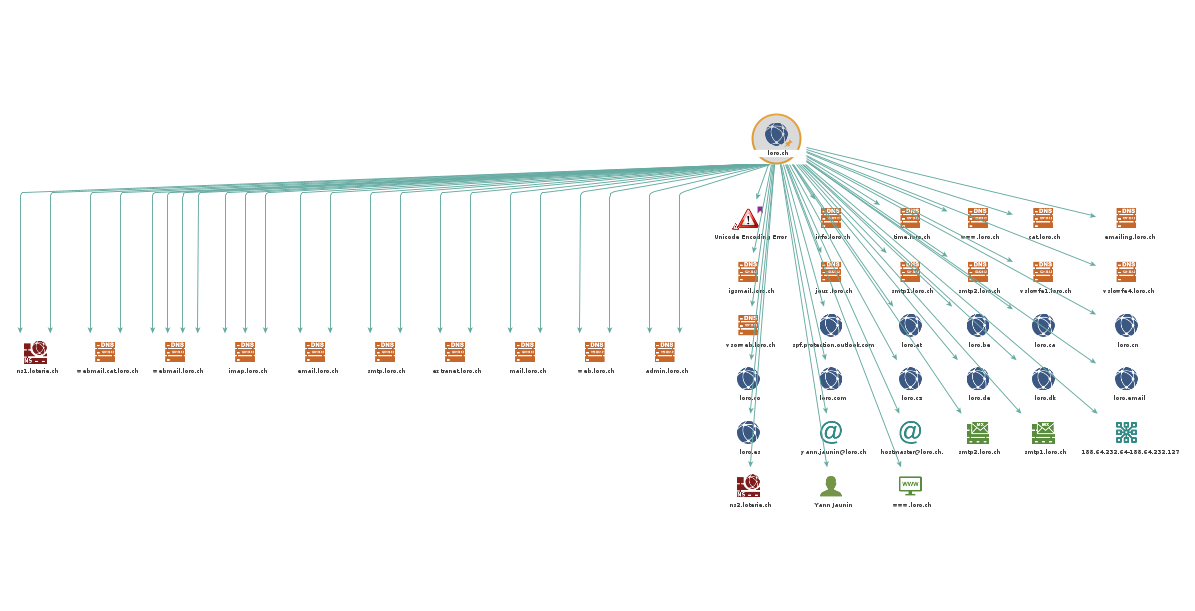 loro.ch
Unicode Encoding Error
info.loro.ch
time.loro.ch
www.loro.ch
cat.loro.ch
emailing.loro.ch
igsmail.loro.ch
jouz.loro.ch
smtp1.loro.ch
smtp2.loro.ch
vslowfe1.loro.ch
vslowfe4.loro.ch
vsoweb.loro.ch
spf.protection.outlook.com
loro.at
loro.be
loro.ca
loro.cn
ns1.loterie.ch
webmail.cat.loro.ch
webmail.loro.ch
imap.loro.ch
email.loro.ch
smtp.loro.ch
extranet.loro.ch
mail.loro.ch
web.loro.ch
admin.loro.ch
loro.co
loro.com
loro.cz
loro.de
loro.dk
loro.email
loro.es
yann.jaunin@loro.ch
hostmaster@loro.ch.
smtp2.loro.ch
smtp1.loro.ch
188.64.232.64-188.64.232.127
ns2.loterie.ch
Yann Jaunin
www.loro.ch